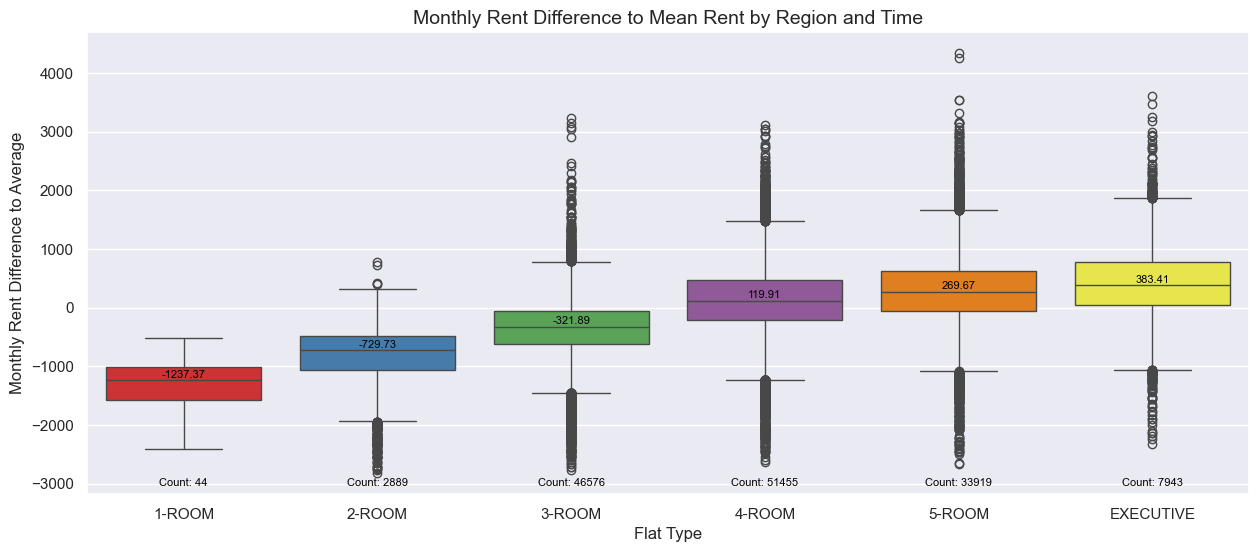 Monthly Rent Difference to Mean Rent by Region and Time
Monthly Rent Difference to Average
4000
3000
2000
1000
0
−1000
−2000
−3000
-1237.37
-729.73
-321.89
119.91
269.67
383.41
Count: 44
Count: 2889
Count: 46576
Count: 51455
Count: 33919
Count: 7943
1-ROOM
2-ROOM
3-ROOM
4-ROOM
5-ROOM
EXECUTIVE
Flat Type